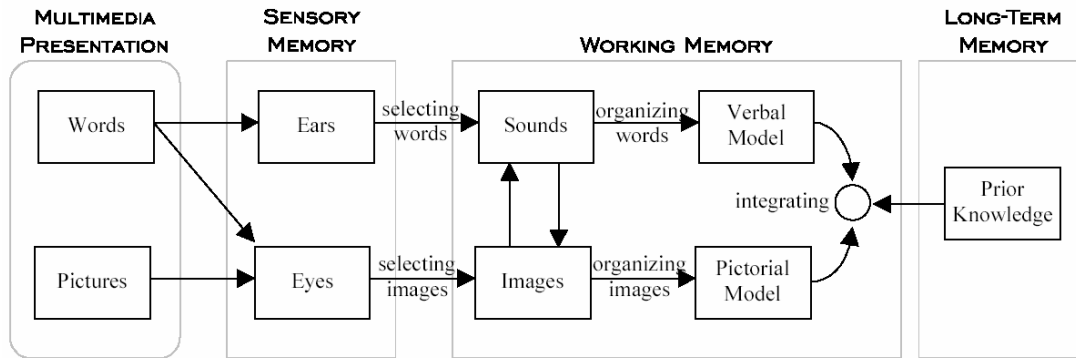 MULTIMEDIA
PRESENTATION
SENSORY
MEMORY
WORKING MEMORY
LONG-TERM
MEMORY
Words
Ears
selecting
words
Sounds
organizing
words
Verbal
Model
integrating
Prior
Knowledge
Pictures
Eyes
selecting
images
Images
organizing
images
Pictorial
Model